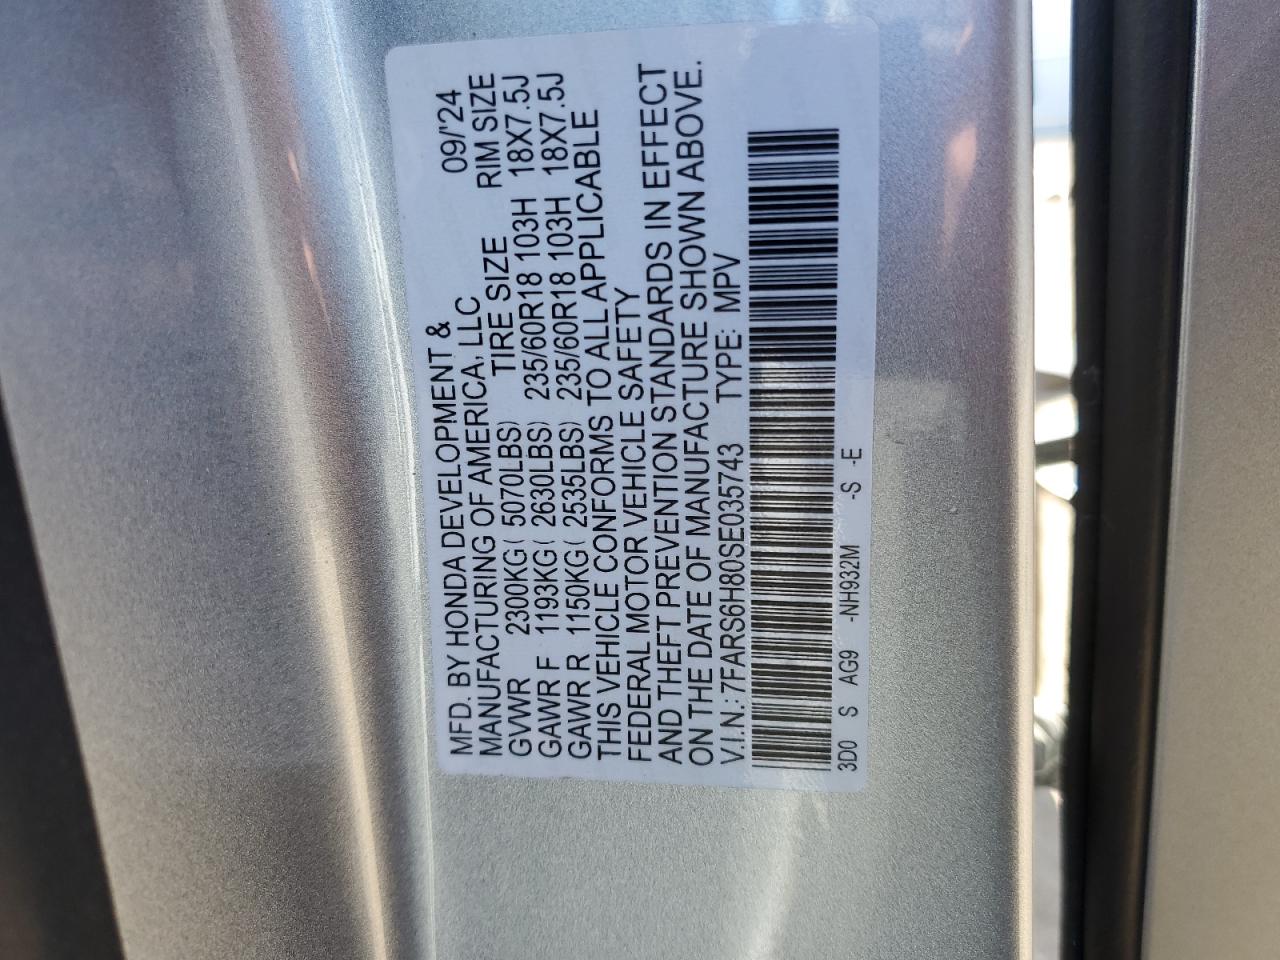 MFD. BY HONDA DEVELOPMENT & 09/'24
MANUFACTURING OF AMERICA, LLC
TIRE SIZE RIM SIZE
GVWR 2300KG( 5070LBS)
GAWR F 1193KG( 2630LBS) 235/60R18 103H 18X7.5J
GAWR R 1150KG( 2535LBS) 235/60R18 103H 18X7.5J
THIS VEHICLE CONFORMS TO ALL APPLICABLE
FEDERAL MOTOR VEHICLE SAFETY
AND THEFT PREVENTION STANDARDS IN EFFECT
ON THE DATE OF MANUFACTURE SHOWN ABOVE.
V.I.N.: 7FARS6H80SE035743 TYPE: MPV
3D0 S AG9 -NH932M -S -E